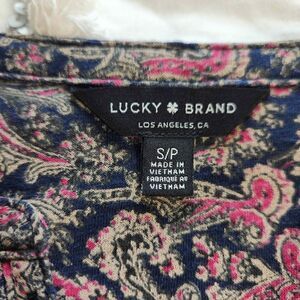 LUCKY BRAND
LOS ANGELES, CA
S/P
MADE IN
VIETNAM
FABRIQUÉ AU
VIETNAM